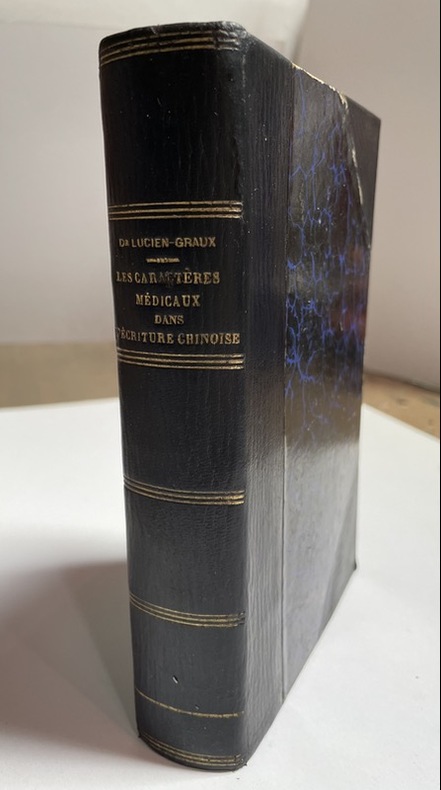 DR LUCIEN-GRAUX
LES CARACTÈRES
MÉDICAUX
DANS
L'ÉCRITURE CHINOISE